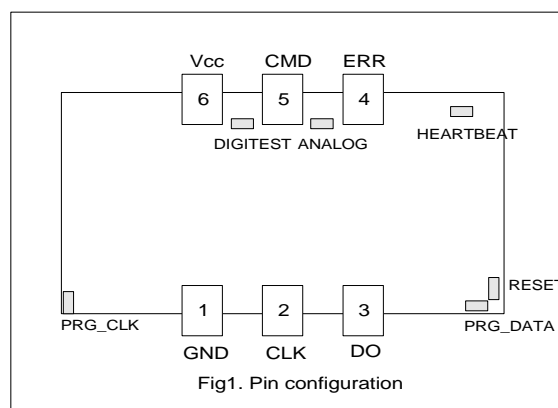 Vcc CMD ERR
6 5 4
DIGITEST ANALOG
HEARTBEAT
RESET
PRG_CLK
1 2 3
PRG_DATA
GND CLK DO
Fig1. Pin configuration